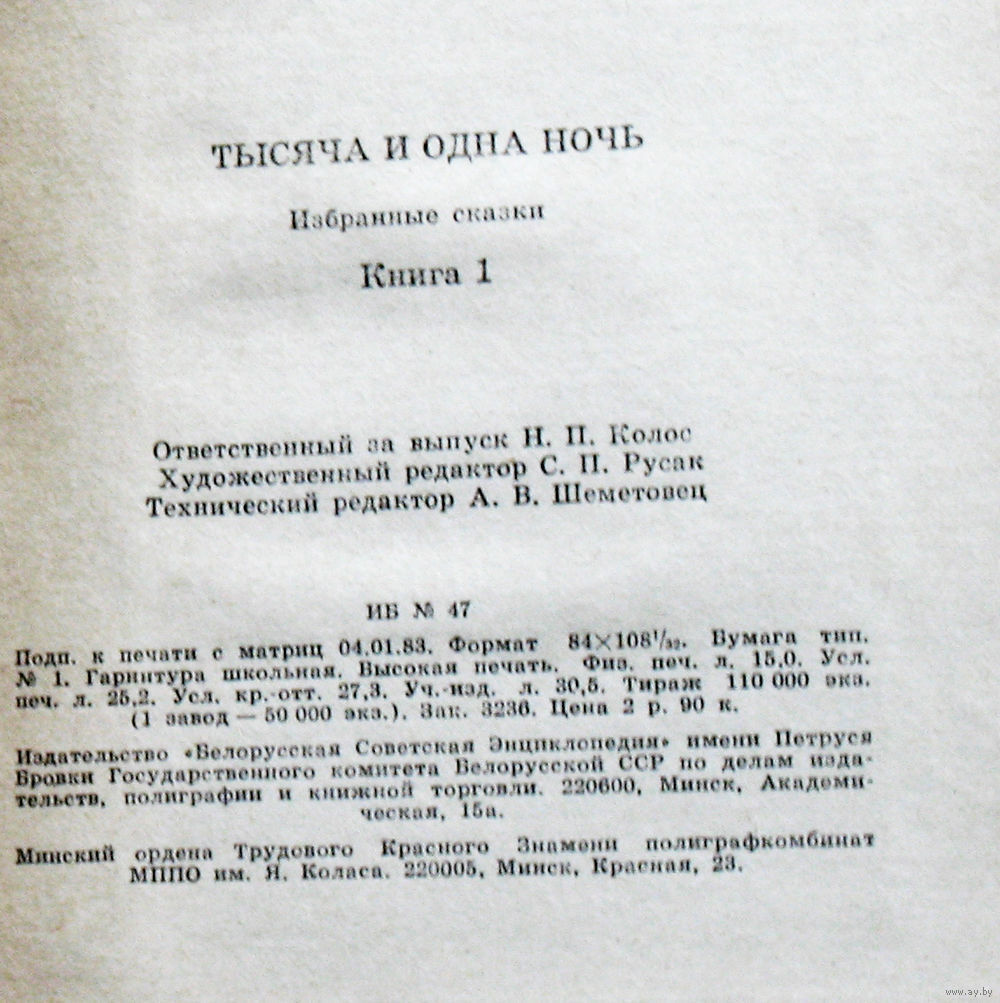 ТЫСЯЧА И ОДНА НОЧЬ
Избранные сказки
Книга 1
Ответственный за выпуск Н. П. Колос
Художественный редактор С. П. Русак
Технический редактор А. В. Шеметовец
ИБ № 47
Подп. к печати с матриц 04.01.83. Формат 84×108¹/₃₂. Бумага тип.
№ 1. Гарнитура школьная. Высокая печать. Физ. печ. л. 15,0. Усл.
печ. л. 25,2. Усл. кр.-отт. 27,3. Уч.-изд. л. 30,5. Тираж 110 000 экз.
(1 завод — 50 000 экз.). Зак. 3236. Цена 2 р. 90 к.
Издательство «Белорусская Советская Энциклопедия» имени Петруся
Бровки Государственного комитета Белорусской ССР по делам изда-
тельств, полиграфии и книжной торговли. 220600, Минск, Академи-
ческая, 15а.
Минский ордена Трудового Красного Знамени полиграфкомбинат
МППО им. Я. Коласа. 220005, Минск, Красная, 23.
www.ay.by